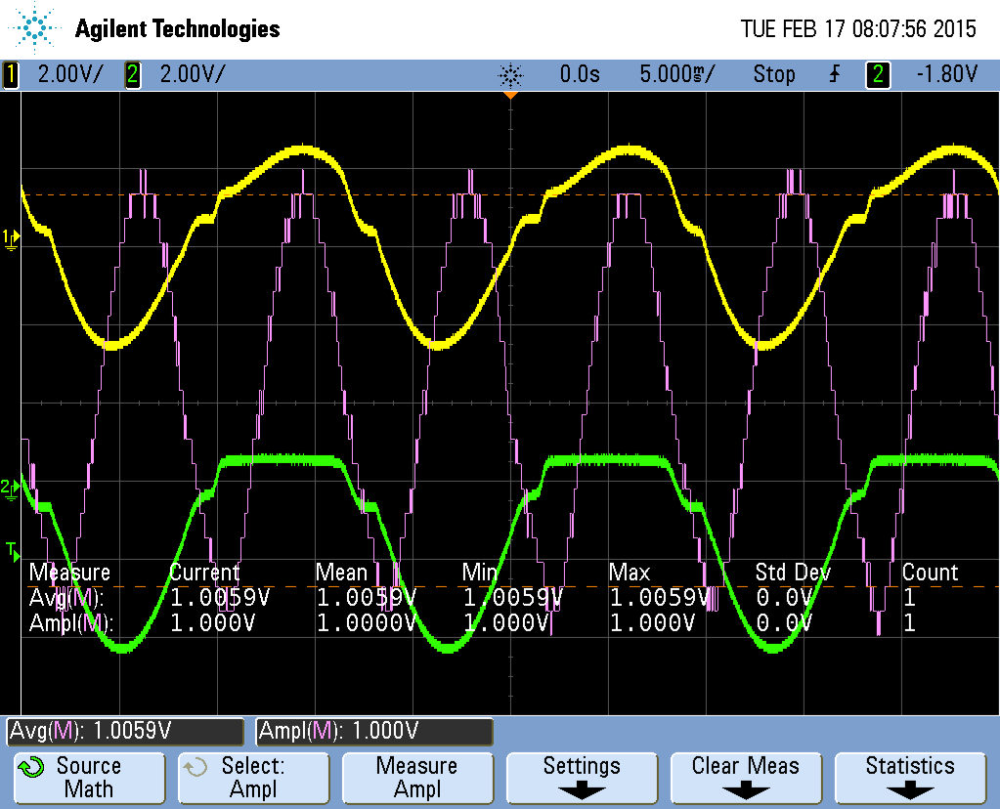 Agilent Technologies TUE FEB 17 08:07:56 2015
1 2.00V/ 2 2.00V/ 0.0s 5.000ms/ Stop 2 -1.80V
1
2
T
Measure Current Mean Min Max Std Dev Count
Avg(M): 1.0059V 1.0059V 1.0059V 1.0059V 0.0V 1
Ampl(M): 1.000V 1.0000V 1.000V 1.000V 0.0V 1
Avg(M): 1.0059V Ampl(M): 1.000V
Source Select: Measure Settings Clear Meas Statistics
Math Ampl Ampl